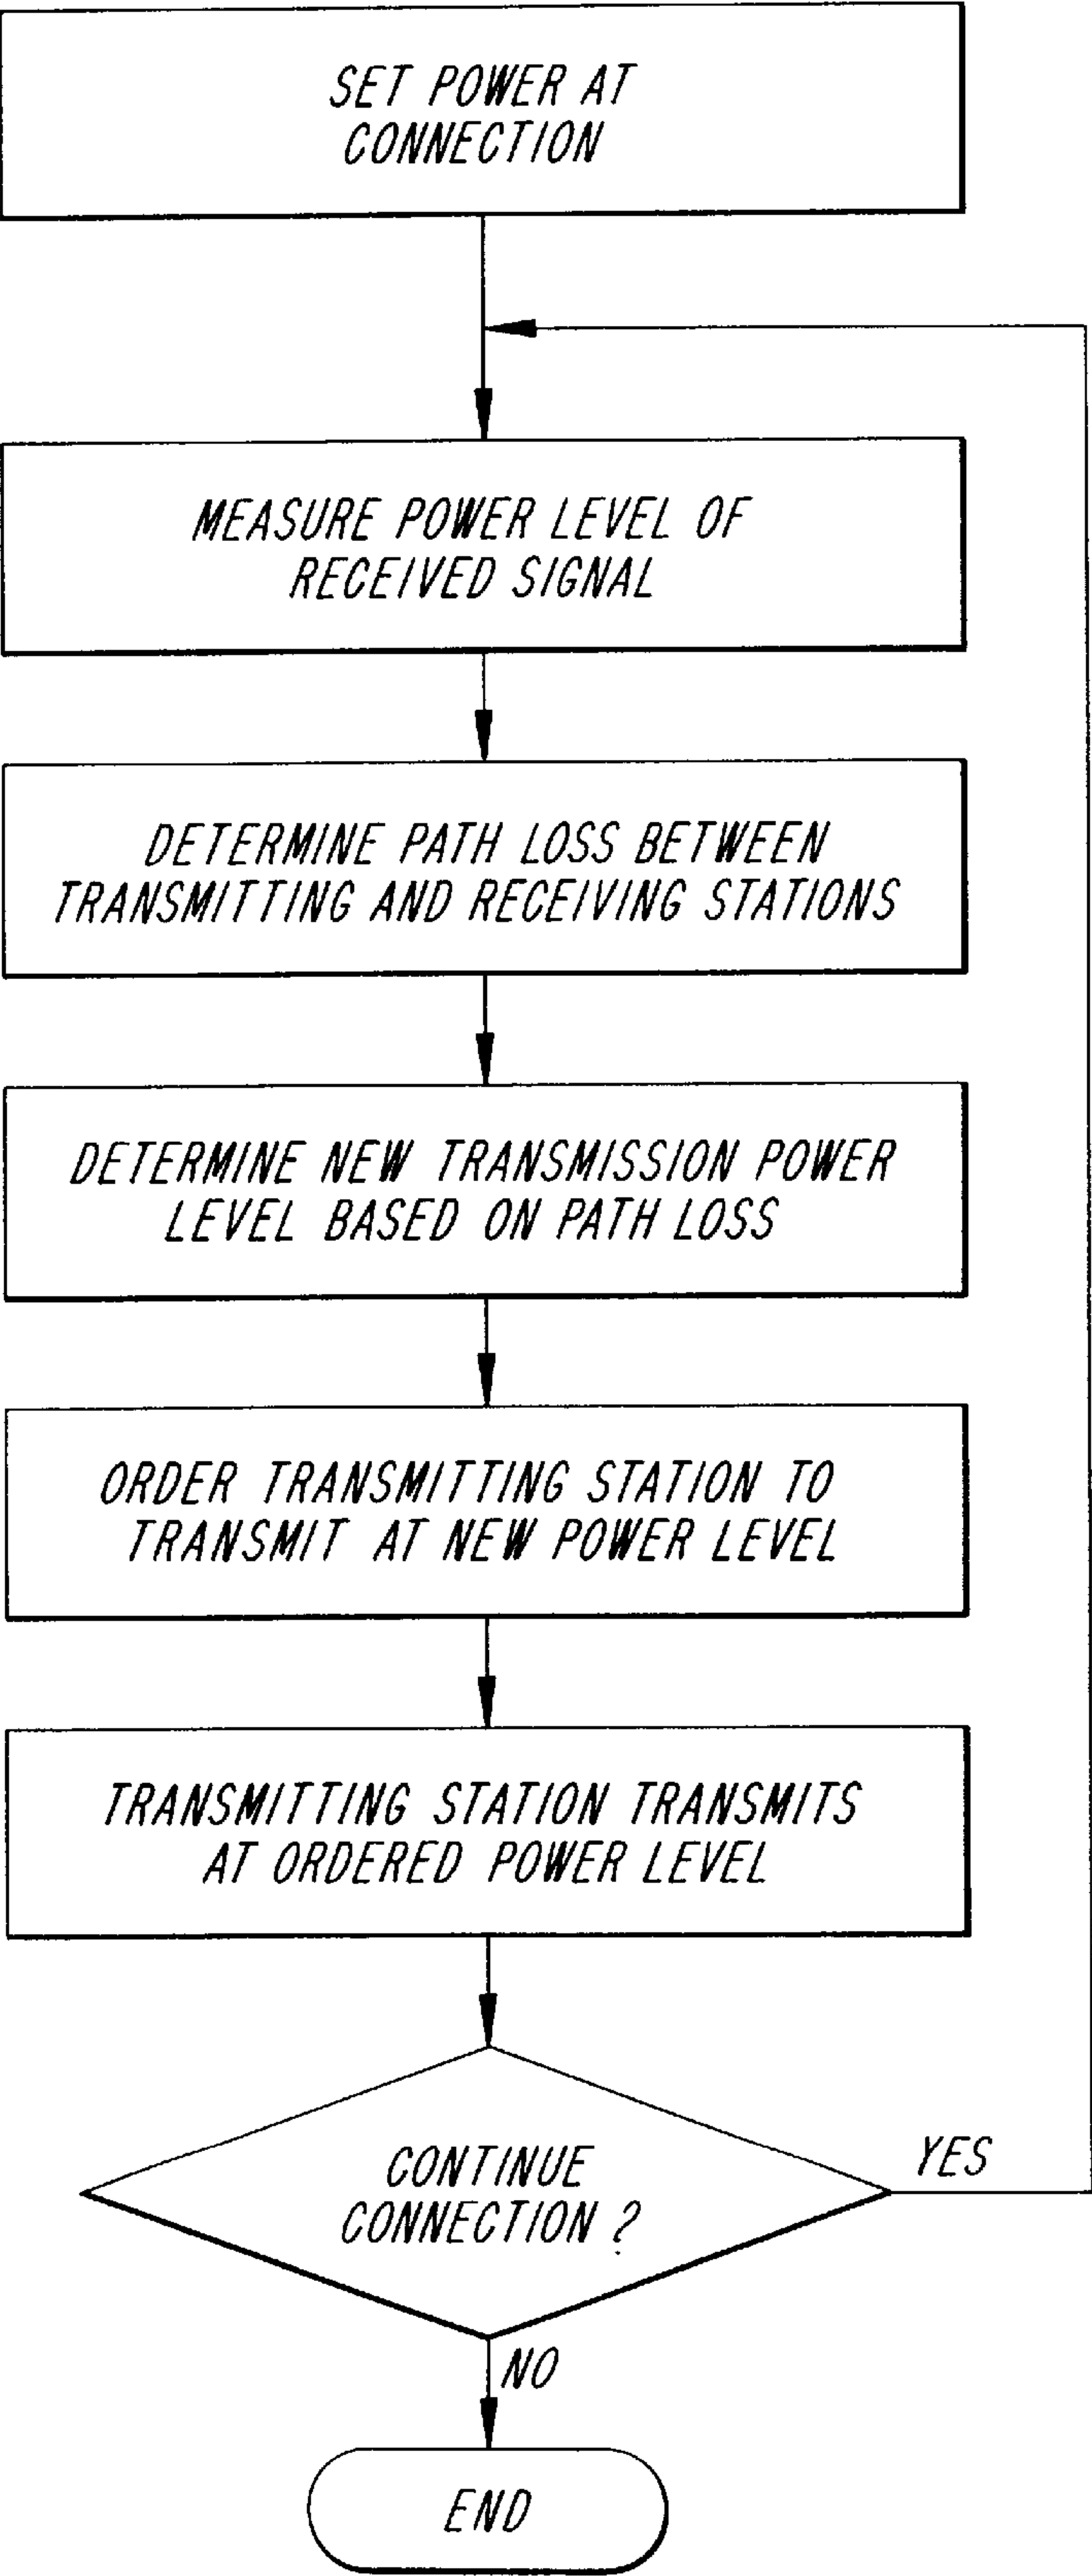 SET POWER AT
CONNECTION
MEASURE POWER LEVEL OF
RECEIVED SIGNAL
DETERMINE PATH LOSS BETWEEN
TRANSMITTING AND RECEIVING STATIONS
DETERMINE NEW TRANSMISSION POWER
LEVEL BASED ON PATH LOSS
ORDER TRANSMITTING STATION TO
TRANSMIT AT NEW POWER LEVEL
TRANSMITTING STATION TRANSMITS
AT ORDERED POWER LEVEL
CONTINUE
CONNECTION ?
YES
NO
END